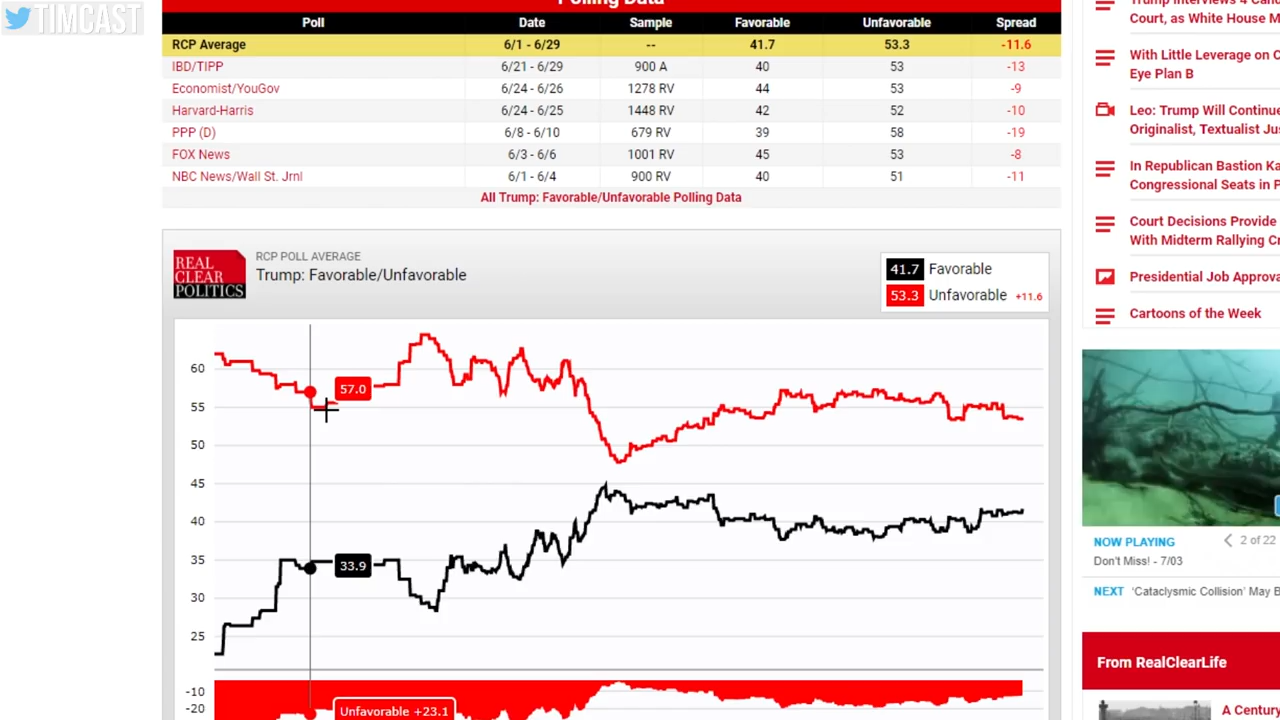 TIMCAST
Polling Data
Poll Date Sample Favorable Unfavorable Spread
RCP Average 6/1 - 6/29 -- 41.7 53.3 -11.6
IBD/TIPP 6/21 - 6/29 900 A 40 53 -13
Economist/YouGov 6/24 - 6/26 1278 RV 44 53 -9
Harvard-Harris 6/24 - 6/25 1448 RV 42 52 -10
PPP (D) 6/8 - 6/10 679 RV 39 58 -19
FOX News 6/3 - 6/6 1001 RV 45 53 -8
NBC News/Wall St. Jrnl 6/1 - 6/4 900 RV 40 51 -11
All Trump: Favorable/Unfavorable Polling Data
REAL
CLEAR
POLITICS
RCP POLL AVERAGE
Trump: Favorable/Unfavorable
41.7 Favorable
53.3 Unfavorable +11.6
60
55
50
45
40
35
30
25
57.0
33.9
-10
-20
Unfavorable +23.1
Trump Interviews 4 Cand
Court, as White House M
With Little Leverage on C
Eye Plan B
Leo: Trump Will Continue
Originalist, Textualist Jus
In Republican Bastion Ka
Congressional Seats in P
Court Decisions Provide
With Midterm Rallying Cr
Presidential Job Approva
Cartoons of the Week
NOW PLAYING 2 of 22
Don't Miss! - 7/03
NEXT 'Cataclysmic Collision' May B
From RealClearLife
A Century